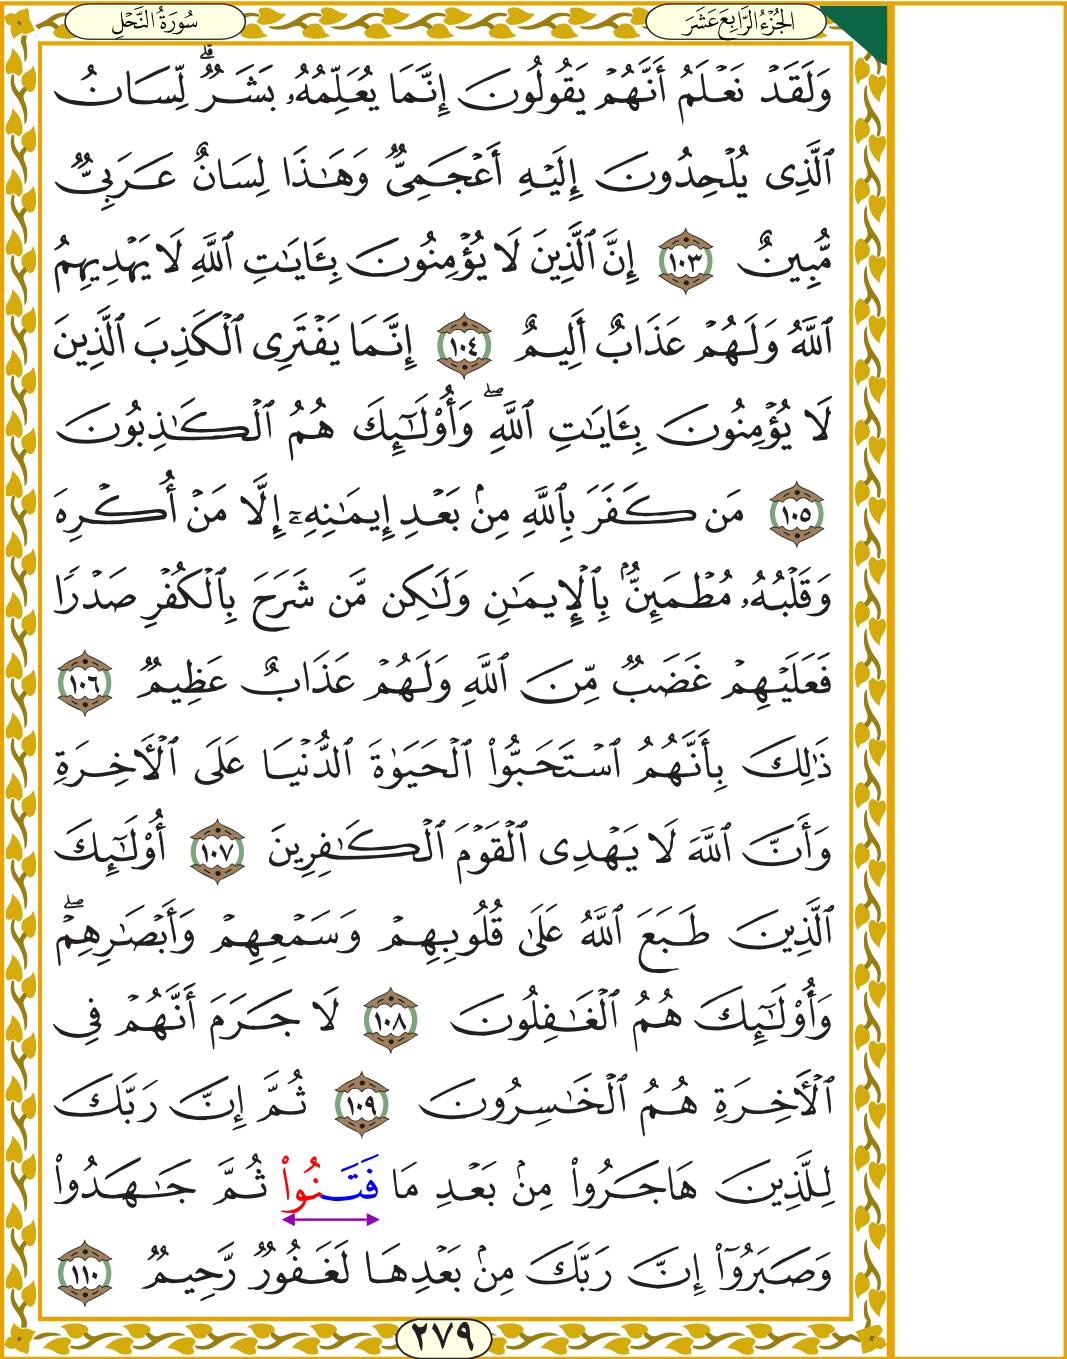 الجُزْءُ الرَّابِعَ عَشَرَ
سُورَةُ النَّحْلِ
وَلَقَدْ نَعْلَمُ أَنَّهُمْ يَقُولُونَ إِنَّمَا يُعَلِّمُهُۥ بَشَرٌۗ لِّسَانُ
ٱلَّذِى يُلْحِدُونَ إِلَيْهِ أَعْجَمِىٌّ وَهَٰذَا لِسَانٌ عَرَبِىٌّ
مُّبِينٌ ١٠٣ إِنَّ ٱلَّذِينَ لَا يُؤْمِنُونَ بِـَٔايَٰتِ ٱللَّهِ لَا يَهْدِيهِمُ
ٱللَّهُ وَلَهُمْ عَذَابٌ أَلِيمٌ ١٠٤ إِنَّمَا يَفْتَرِى ٱلْكَذِبَ ٱلَّذِينَ
لَا يُؤْمِنُونَ بِـَٔايَٰتِ ٱللَّهِۖ وَأُو۟لَٰٓئِكَ هُمُ ٱلْكَٰذِبُونَ
١٠٥ مَن كَفَرَ بِٱللَّهِ مِنۢ بَعْدِ إِيمَٰنِهِۦٓ إِلَّا مَنْ أُكْرِهَ
وَقَلْبُهُۥ مُطْمَئِنٌّۢ بِٱلْإِيمَٰنِ وَلَٰكِن مَّن شَرَحَ بِٱلْكُفْرِ صَدْرًا
فَعَلَيْهِمْ غَضَبٌ مِّنَ ٱللَّهِ وَلَهُمْ عَذَابٌ عَظِيمٌ ١٠٦
ذَٰلِكَ بِأَنَّهُمُ ٱسْتَحَبُّوا۟ ٱلْحَيَوٰةَ ٱلدُّنْيَا عَلَى ٱلْـَٔاخِرَةِ
وَأَنَّ ٱللَّهَ لَا يَهْدِى ٱلْقَوْمَ ٱلْكَٰفِرِينَ ١٠٧ أُو۟لَٰٓئِكَ
ٱلَّذِينَ طَبَعَ ٱللَّهُ عَلَىٰ قُلُوبِهِمْ وَسَمْعِهِمْ وَأَبْصَٰرِهِمْۖ
وَأُو۟لَٰٓئِكَ هُمُ ٱلْغَٰفِلُونَ ١٠٨ لَا جَرَمَ أَنَّهُمْ فِى
ٱلْـَٔاخِرَةِ هُمُ ٱلْخَٰسِرُونَ ١٠٩ ثُمَّ إِنَّ رَبَّكَ
لِلَّذِينَ هَاجَرُوا۟ مِنۢ بَعْدِ مَا فَتَنُوا۟ ثُمَّ جَٰهَدُوا۟
وَصَبَرُوٓا۟ إِنَّ رَبَّكَ مِنۢ بَعْدِهَا لَغَفُورٌ رَّحِيمٌ ١١٠
٢٧٩